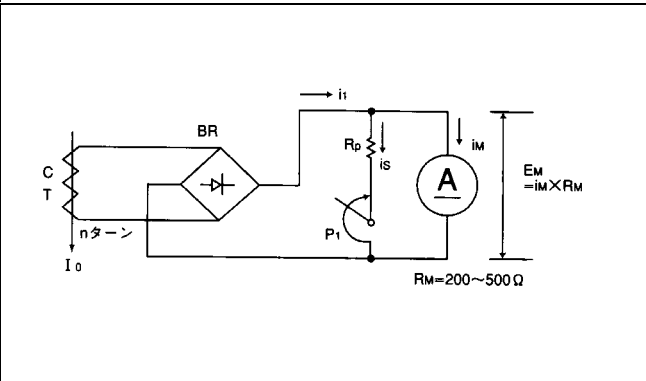 i1
BR
Rp
iS
iM
EM
=iM×RM
A
C
T
P1
nターン
I0
RM=200～500Ω